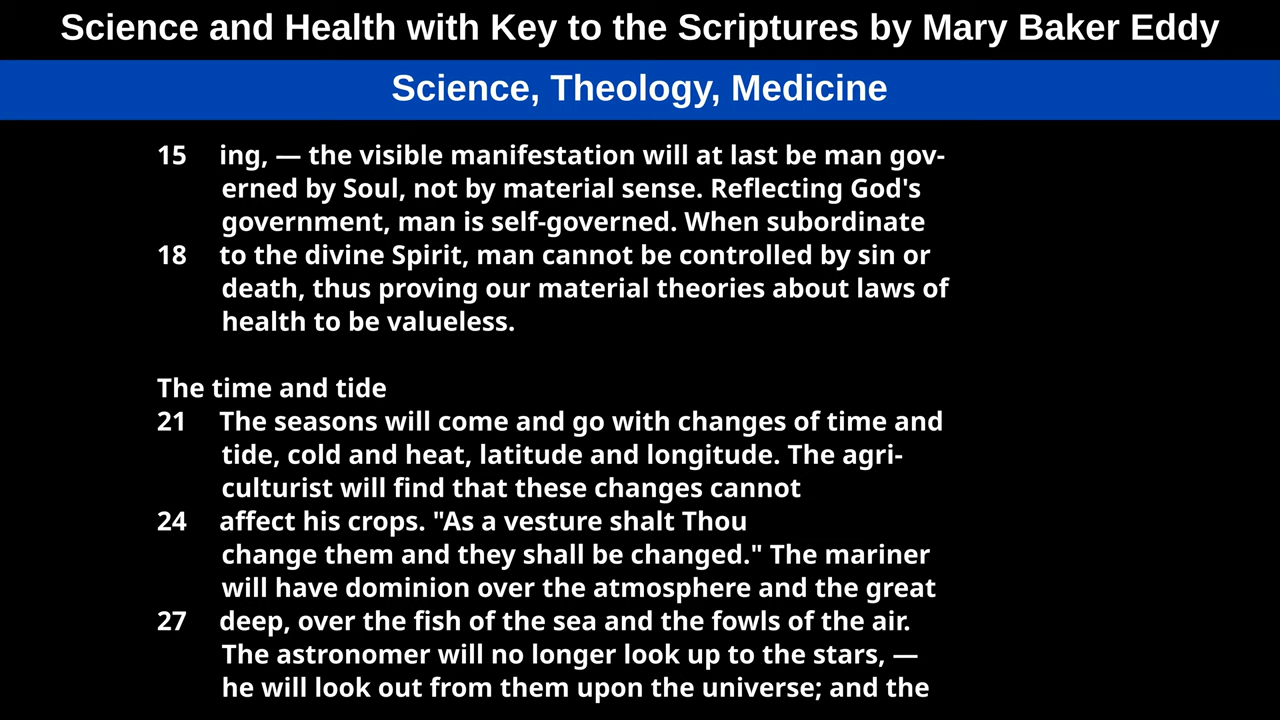 Science and Health with Key to the Scriptures by Mary Baker Eddy
Science, Theology, Medicine
15 ing, — the visible manifestation will at last be man gov-
erned by Soul, not by material sense. Reflecting God's
government, man is self-governed. When subordinate
18 to the divine Spirit, man cannot be controlled by sin or
death, thus proving our material theories about laws of
health to be valueless.
The time and tide
21 The seasons will come and go with changes of time and
tide, cold and heat, latitude and longitude. The agri-
culturist will find that these changes cannot
24 affect his crops. "As a vesture shalt Thou
change them and they shall be changed." The mariner
will have dominion over the atmosphere and the great
27 deep, over the fish of the sea and the fowls of the air.
The astronomer will no longer look up to the stars, —
he will look out from them upon the universe; and the